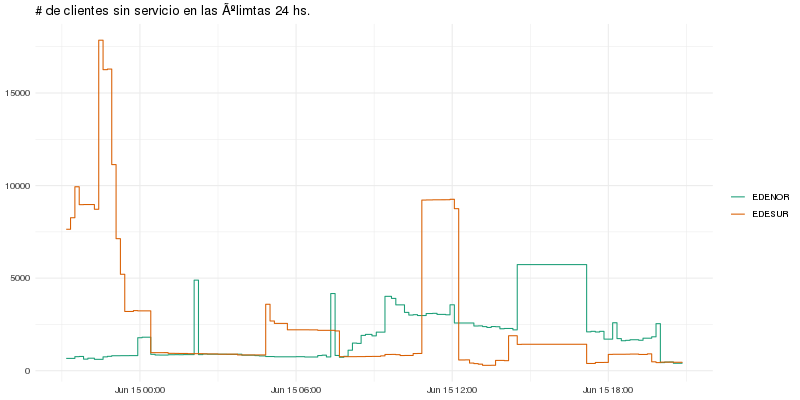 # de clientes sin servicio en las Ãºlimtas 24 hs.
15000
10000
5000
0
Jun 15 00:00
Jun 15 06:00
Jun 15 12:00
Jun 15 18:00
EDENOR
EDESUR